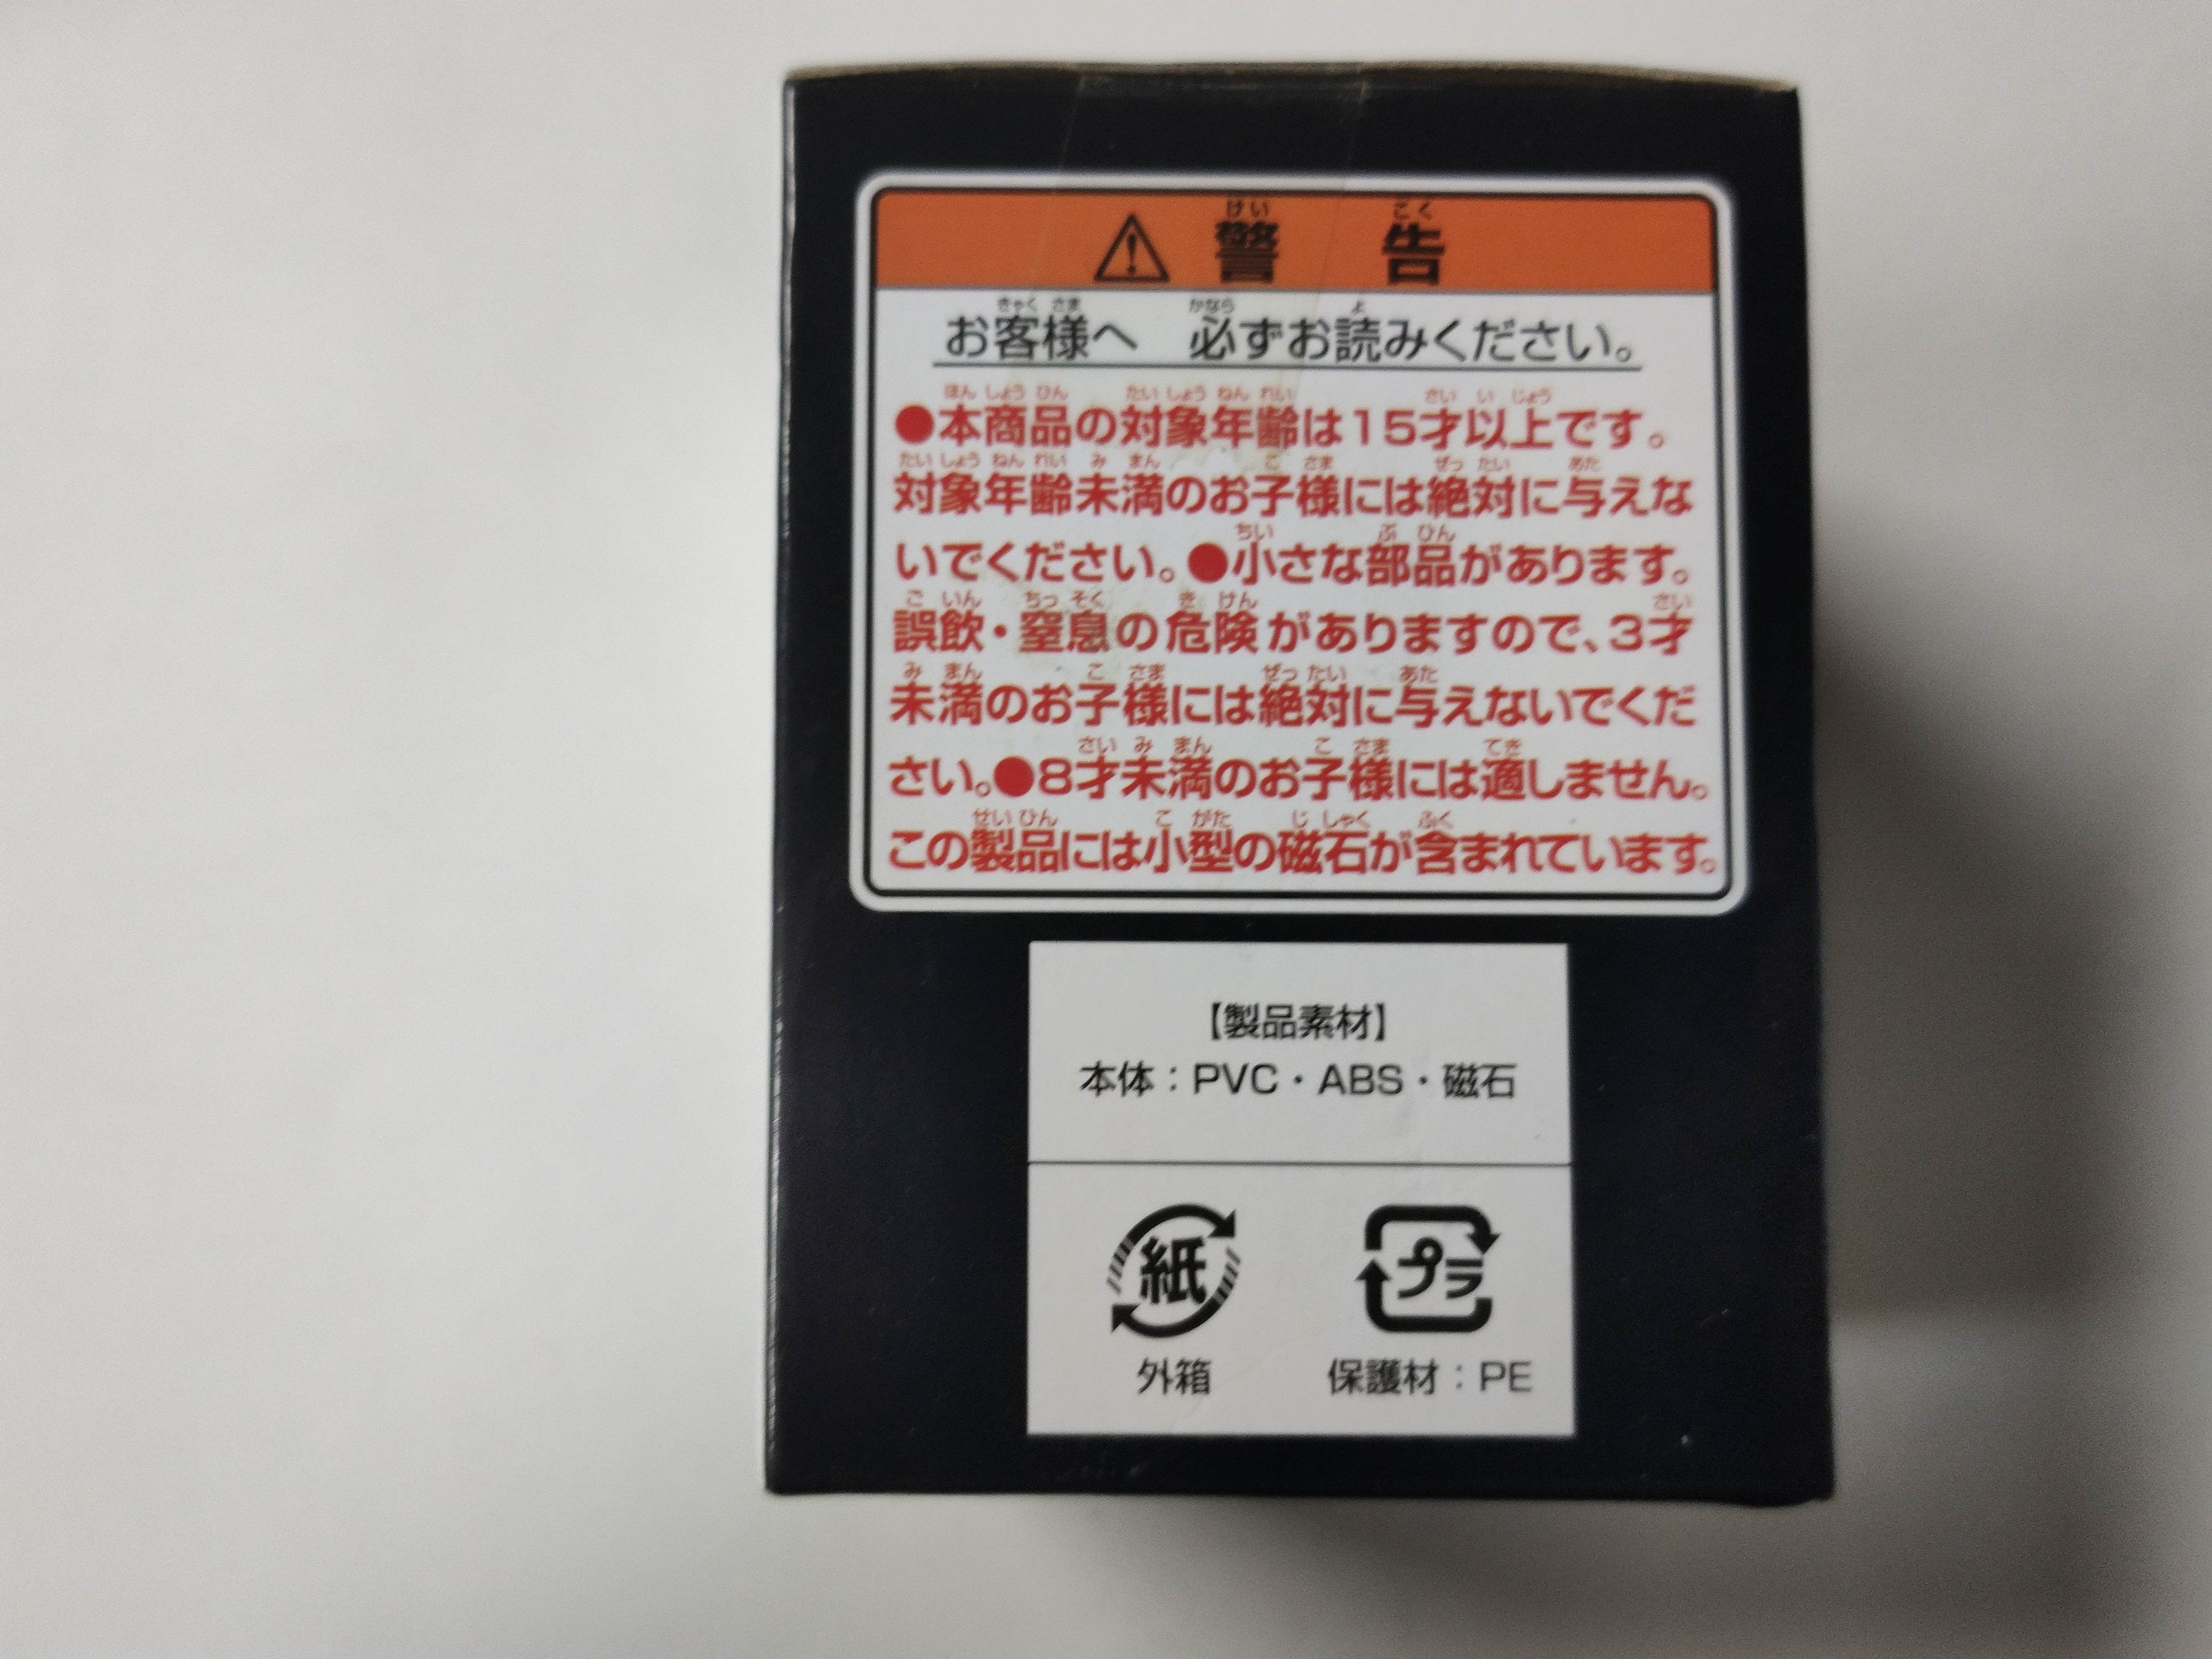 ⚠ 警告
お客様へ 必ずお読みください。
●本商品の対象年齢は15才以上です。
対象年齢未満のお子様には絶対に与えな
いでください。●小さな部品があります。
誤飲・窒息の危険がありますので、3才
未満のお子様には絶対に与えないでくだ
さい。●8才未満のお子様には適しません。
この製品には小型の磁石が含まれています。
【製品素材】
本体：PVC・ABS・磁石
紙 プラ
外箱 保護材：PE